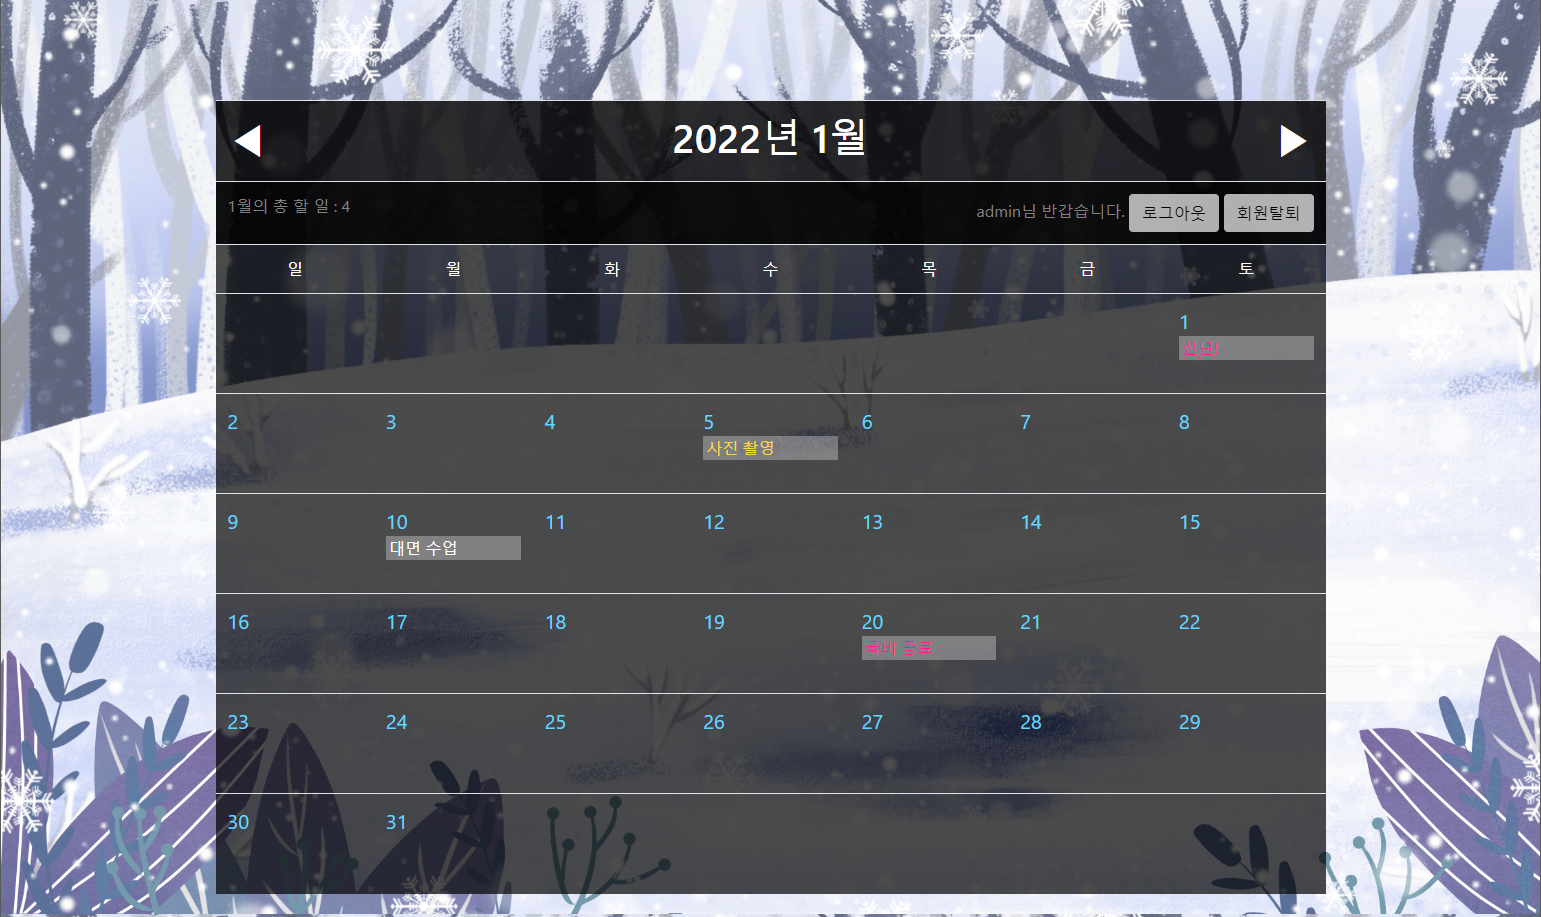 ◀ 2022년 1월 ▶
1월의 총 할 일 : 4
admin님 반갑습니다. 로그아웃 회원탈퇴
일 월 화 수 목 금 토
1
신년!
2 3 4 5 6 7 8
사진 촬영
9 10 11 12 13 14 15
대면 수업
16 17 18 19 20 21 22
국비 종료
23 24 25 26 27 28 29
30 31